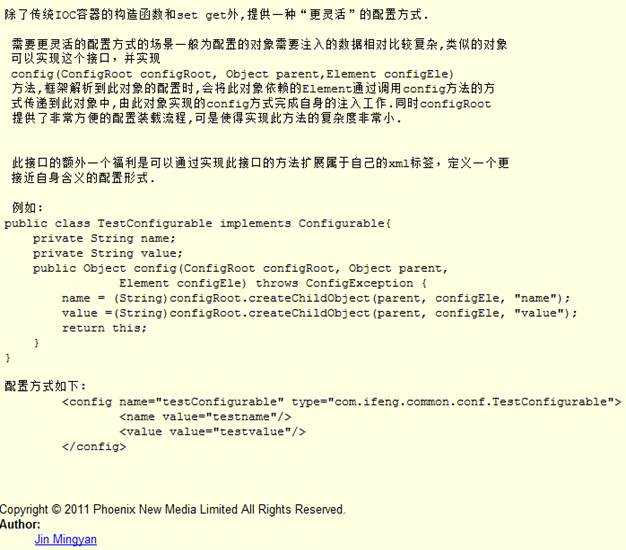 除了传统IOC容器的构造函数和set get外,提供一种“更灵活”的配置方式.
需要更灵活的配置方式的场景一般为配置的对象需要注入的数据相对比较复杂,类似的对象
可以实现这个接口，并实现
config(ConfigRoot configRoot, Object parent,Element configEle)
方法,框架解析到此对象的配置时,会将此对象依赖的Element通过调用config方法的方
式传递到此对象中,由此对象实现的config方式完成自身的注入工作.同时configRoot
提供了非常方便的配置装载流程,可是使得实现此方法的复杂度非常小.
此接口的额外一个福利是可以通过实现此接口的方法扩展属于自己的xml标签，定义一个更
接近自身含义的配置形式.
例如:
public class TestConfigurable implements Configurable{
    private String name;
    private String value;
    public Object config(ConfigRoot configRoot, Object parent,
                Element configEle) throws ConfigException {
        name = (String)configRoot.createChildObject(parent, configEle, "name");
        value =(String)configRoot.createChildObject(parent, configEle, "value");
        return this;
    }
}
配置方式如下:
        <config name="testConfigurable" type="com.ifeng.common.conf.TestConfigurable">
                <name value="testname"/>
                <value value="testvalue"/>
        </config>
Copyright © 2011 Phoenix New Media Limited All Rights Reserved.
Author:
Jin Mingyan